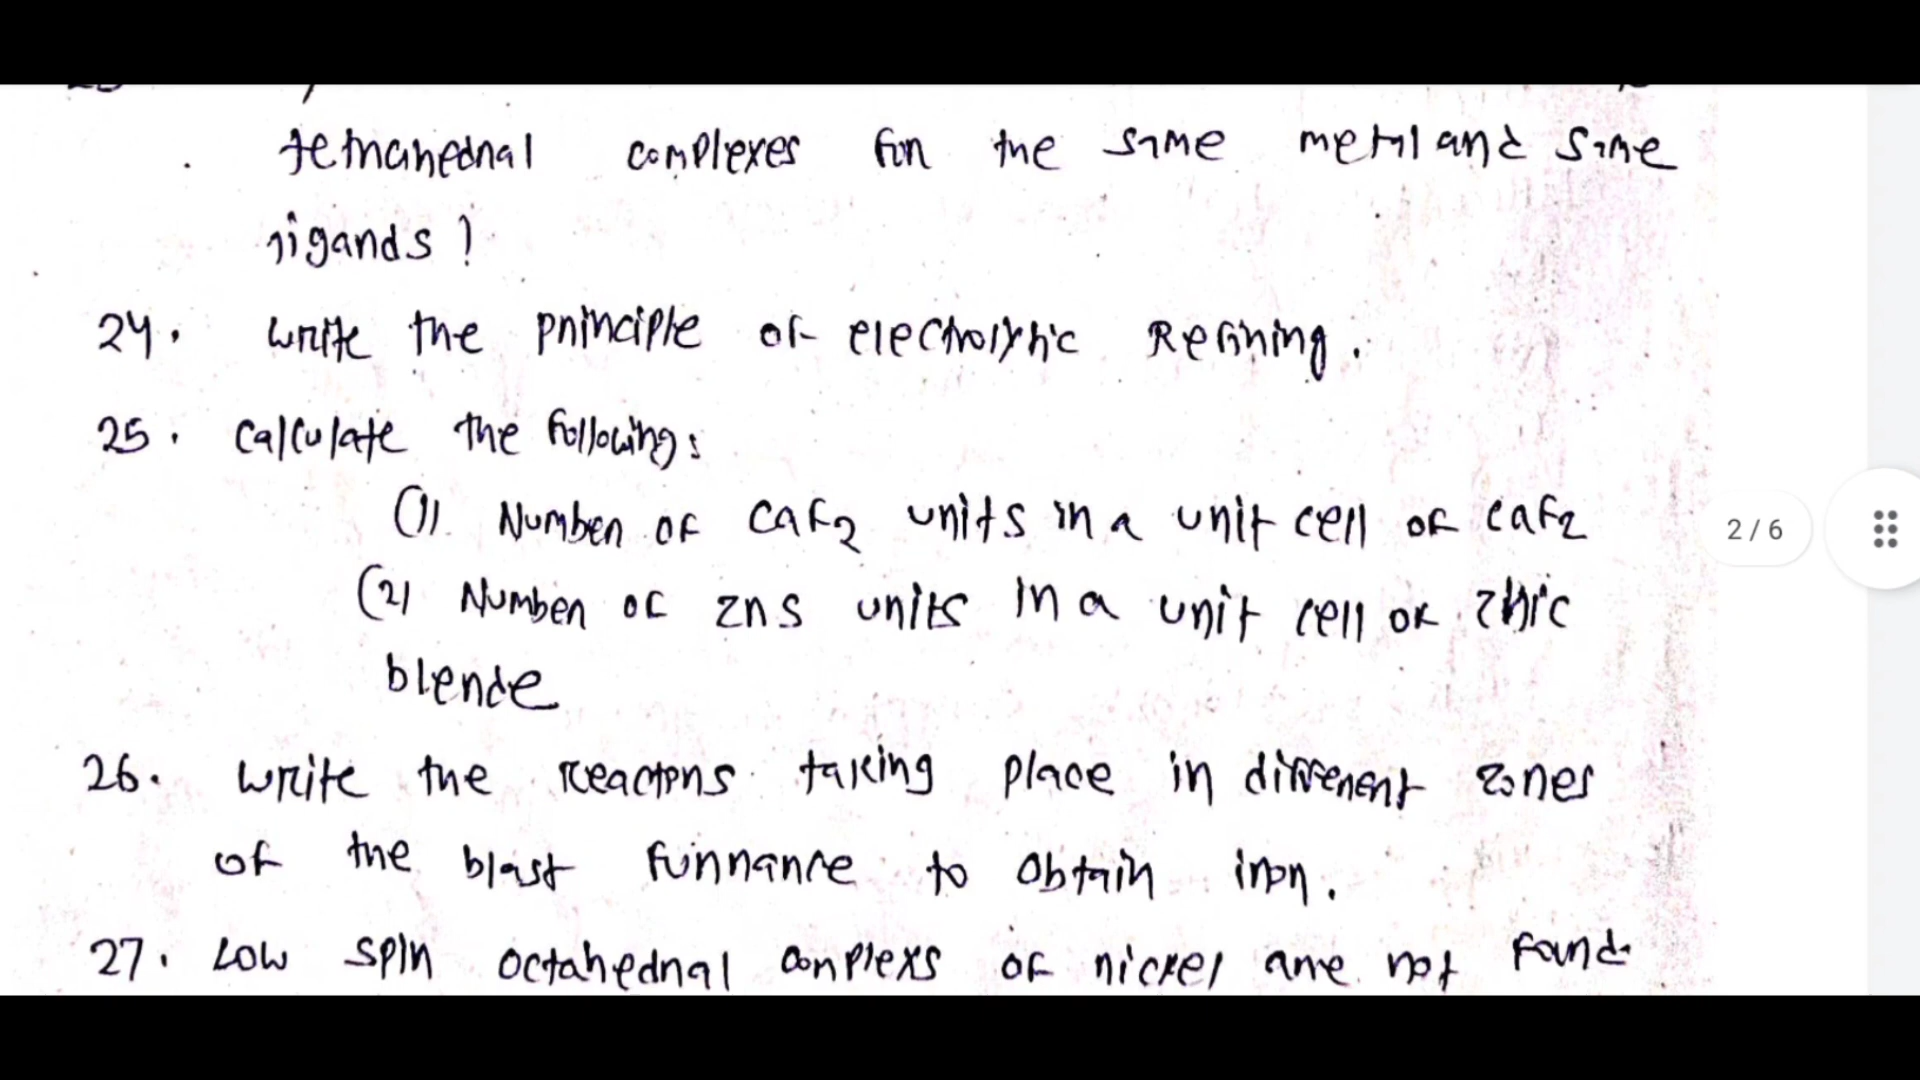 tetrahedral complexes for the same metal and same
ligands?
24. Write the principle of electrolytic Refining.
25. Calculate the following:
(1) Number of CaF2 units in a unit cell of CaF2
(2) Number of ZnS units in a unit cell of Zinc
blende
26. Write the reactions taking place in different zones
2/6
of the blast furnance to obtain iron.
27. Low spin octahedral complexs of nickel are not found